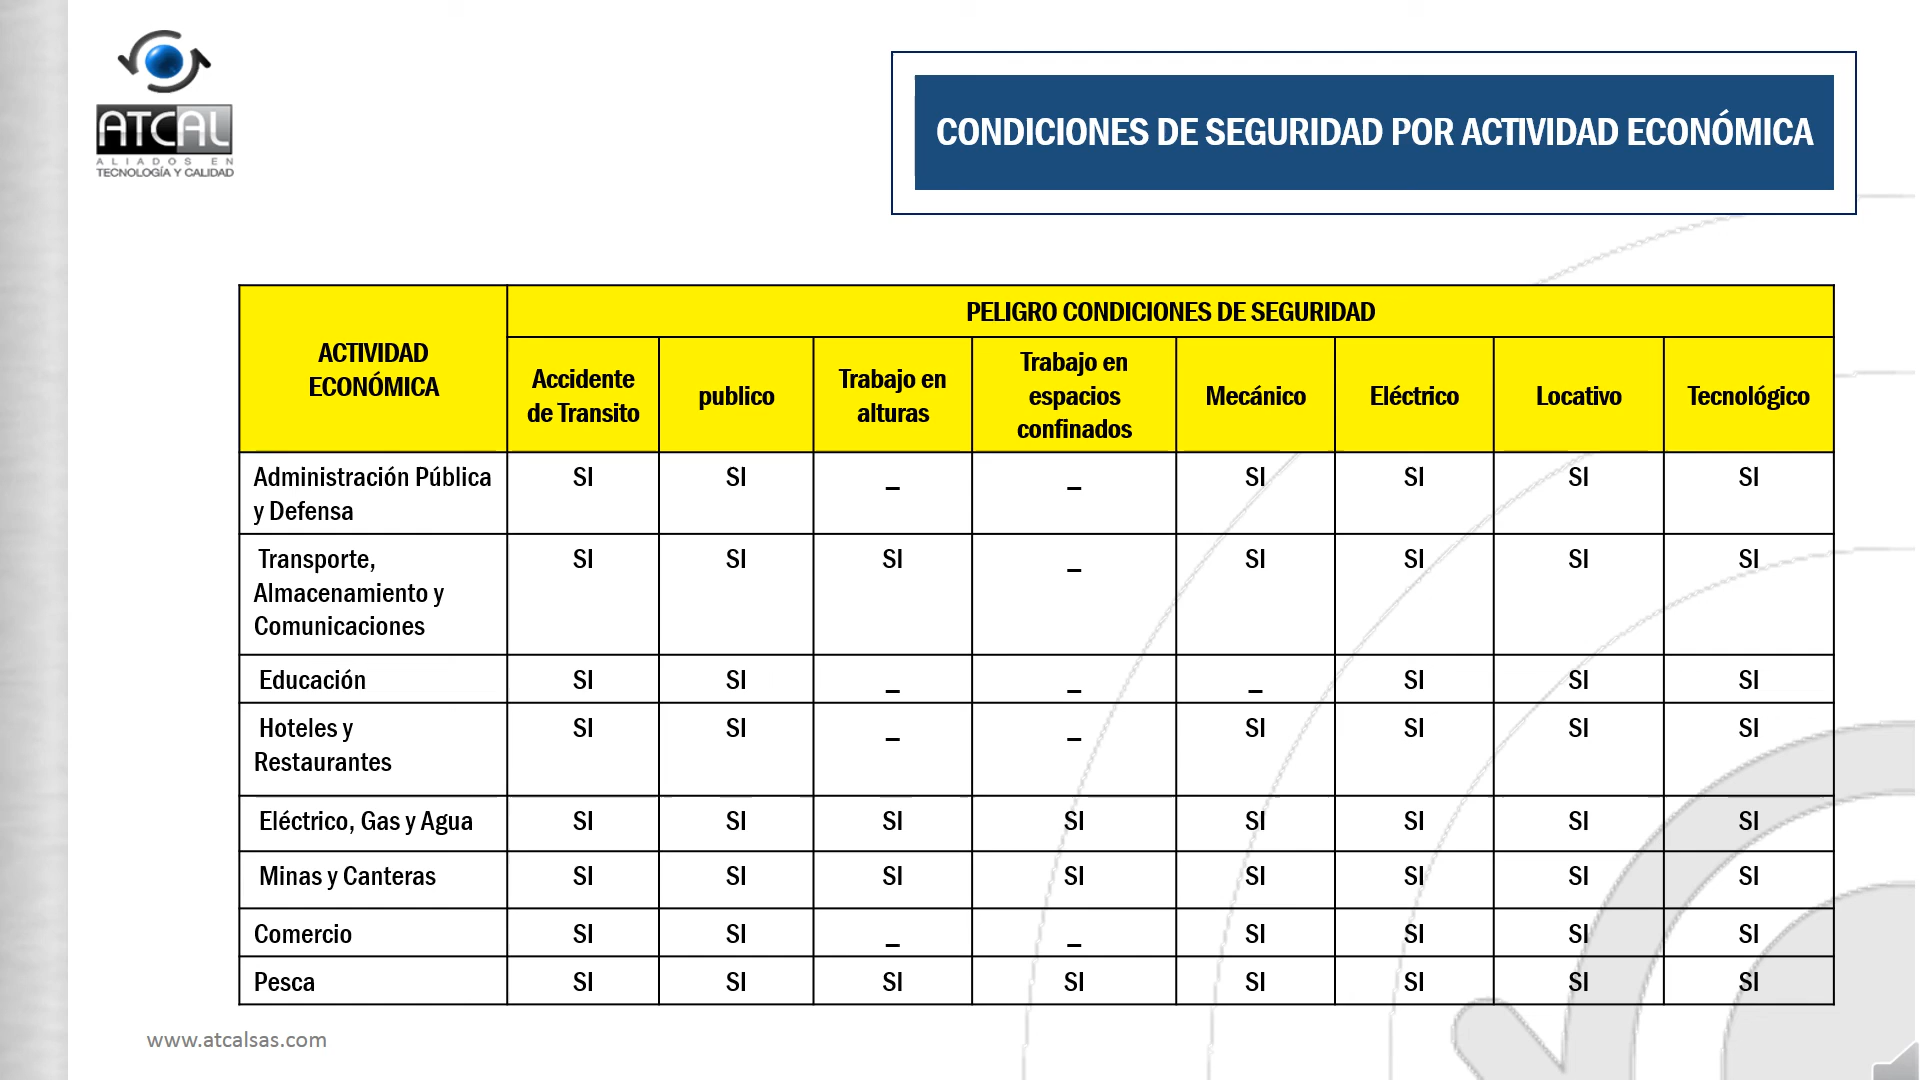 ATCAL
ALIADOS EN
TECNOLOGÍA Y CALIDAD
CONDICIONES DE SEGURIDAD POR ACTIVIDAD ECONÓMICA
ACTIVIDAD
ECONÓMICA
PELIGRO CONDICIONES DE SEGURIDAD
Accidente
de Transito
publico
Trabajo en
alturas
Trabajo en
espacios
confinados
Mecánico
Eléctrico
Locativo
Tecnológico
Administración Pública
y Defensa
SI SI _ _ SI SI SI SI
Transporte,
Almacenamiento y
Comunicaciones
SI SI SI _ SI SI SI SI
Educación SI SI _ _ _ SI SI SI
Hoteles y
Restaurantes
SI SI _ _ SI SI SI SI
Eléctrico, Gas y Agua SI SI SI SI SI SI SI SI
Minas y Canteras SI SI SI SI SI SI SI SI
Comercio SI SI _ _ SI SI SI SI
Pesca SI SI SI SI SI SI SI SI
www.atcalsas.com